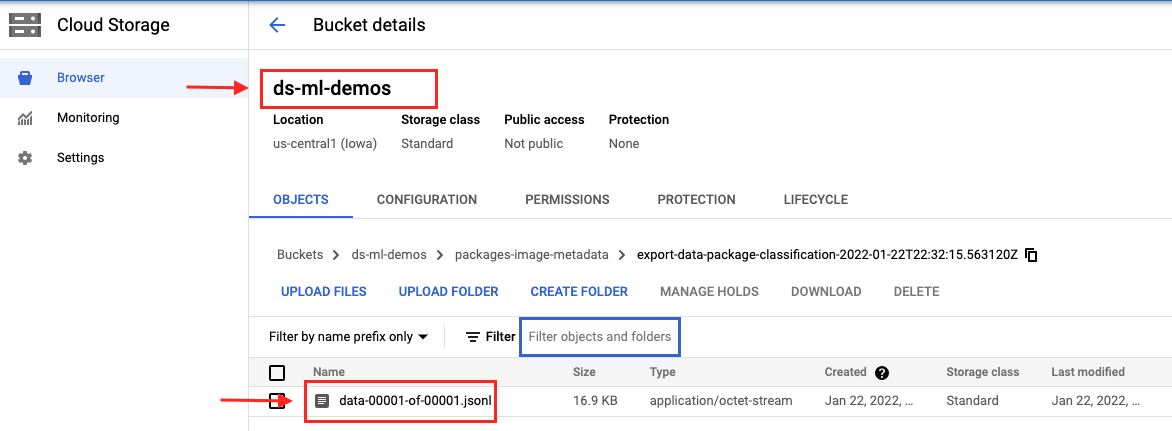 Cloud Storage
Bucket details
Browser
Monitoring
Settings
ds-ml-demos
Location Storage class Public access Protection
us-central1 (Iowa) Standard Not public None
OBJECTS CONFIGURATION PERMISSIONS PROTECTION LIFECYCLE
Buckets > ds-ml-demos > packages-image-metadata > export-data-package-classification-2022-01-22T22:32:15.563120Z
UPLOAD FILES UPLOAD FOLDER CREATE FOLDER MANAGE HOLDS DOWNLOAD DELETE
Filter by name prefix only Filter Filter objects and folders
Name Size Type Created ? Storage class Last modified
data-00001-of-00001.jsonl 16.9 KB application/octet-stream Jan 22, 2022, ... Standard Jan 22, 2022, ...